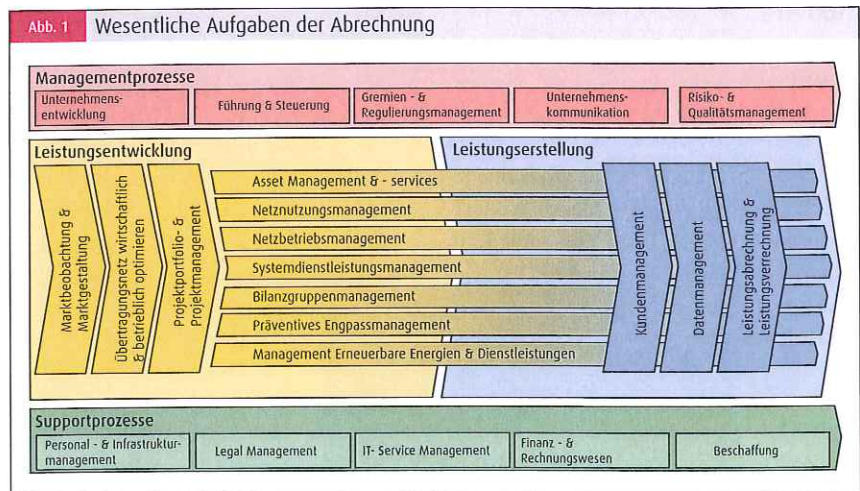 Abb. 1 Wesentliche Aufgaben der Abrechnung
Managementprozesse
Unternehmens-
entwicklung
Führung & Steuerung
Gremien - &
Regulierungsmanagement
Unternehmens-
kommunikation
Risiko- &
Qualitätsmanagement
Leistungsentwicklung
Leistungserstellung
Marktbeobachtung &
Marktgestaltung
Übertragungsnetz wirtschaftlich
& betrieblich optimieren
Projektportfolio- &
Projektmanagement
Asset Management & - services
Netznutzungsmanagement
Netzbetriebsmanagement
Systemdienstleistungsmanagement
Bilanzgruppenmanagement
Präventives Engpassmanagement
Management Erneuerbare Energien & Dienstleistungen
Kundenmanagement
Datenmanagement
Leistungsabrechnung &
Leistungsverrechnung
Supportprozesse
Personal - & Infrastruktur-
management
Legal Management
IT- Service Management
Finanz - &
Rechnungswesen
Beschaffung